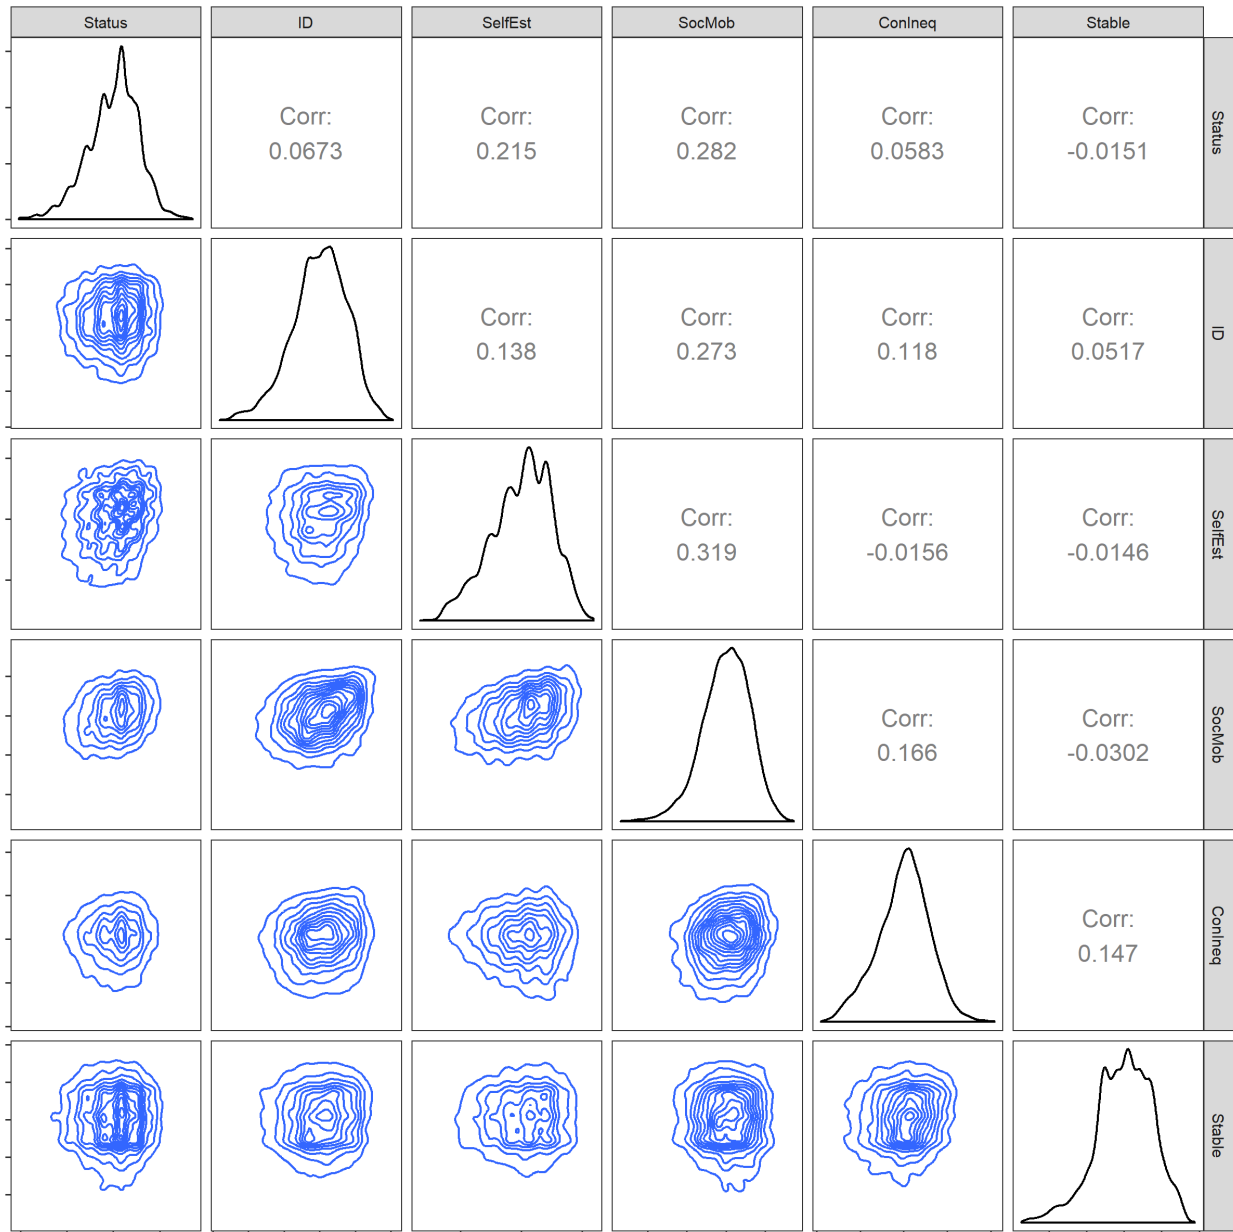 Status ID SelfEst SocMob ConIneq Stable
Corr: Corr: Corr: Corr: Corr:
0.0673 0.215 0.282 0.0583 -0.0151
Status
Corr: Corr: Corr: Corr:
0.138 0.273 0.118 0.0517
ID
Corr: Corr: Corr:
0.319 -0.0156 -0.0146
SelfEst
Corr: Corr:
0.166 -0.0302
SocMob
Corr:
0.147
ConIneq
Stable